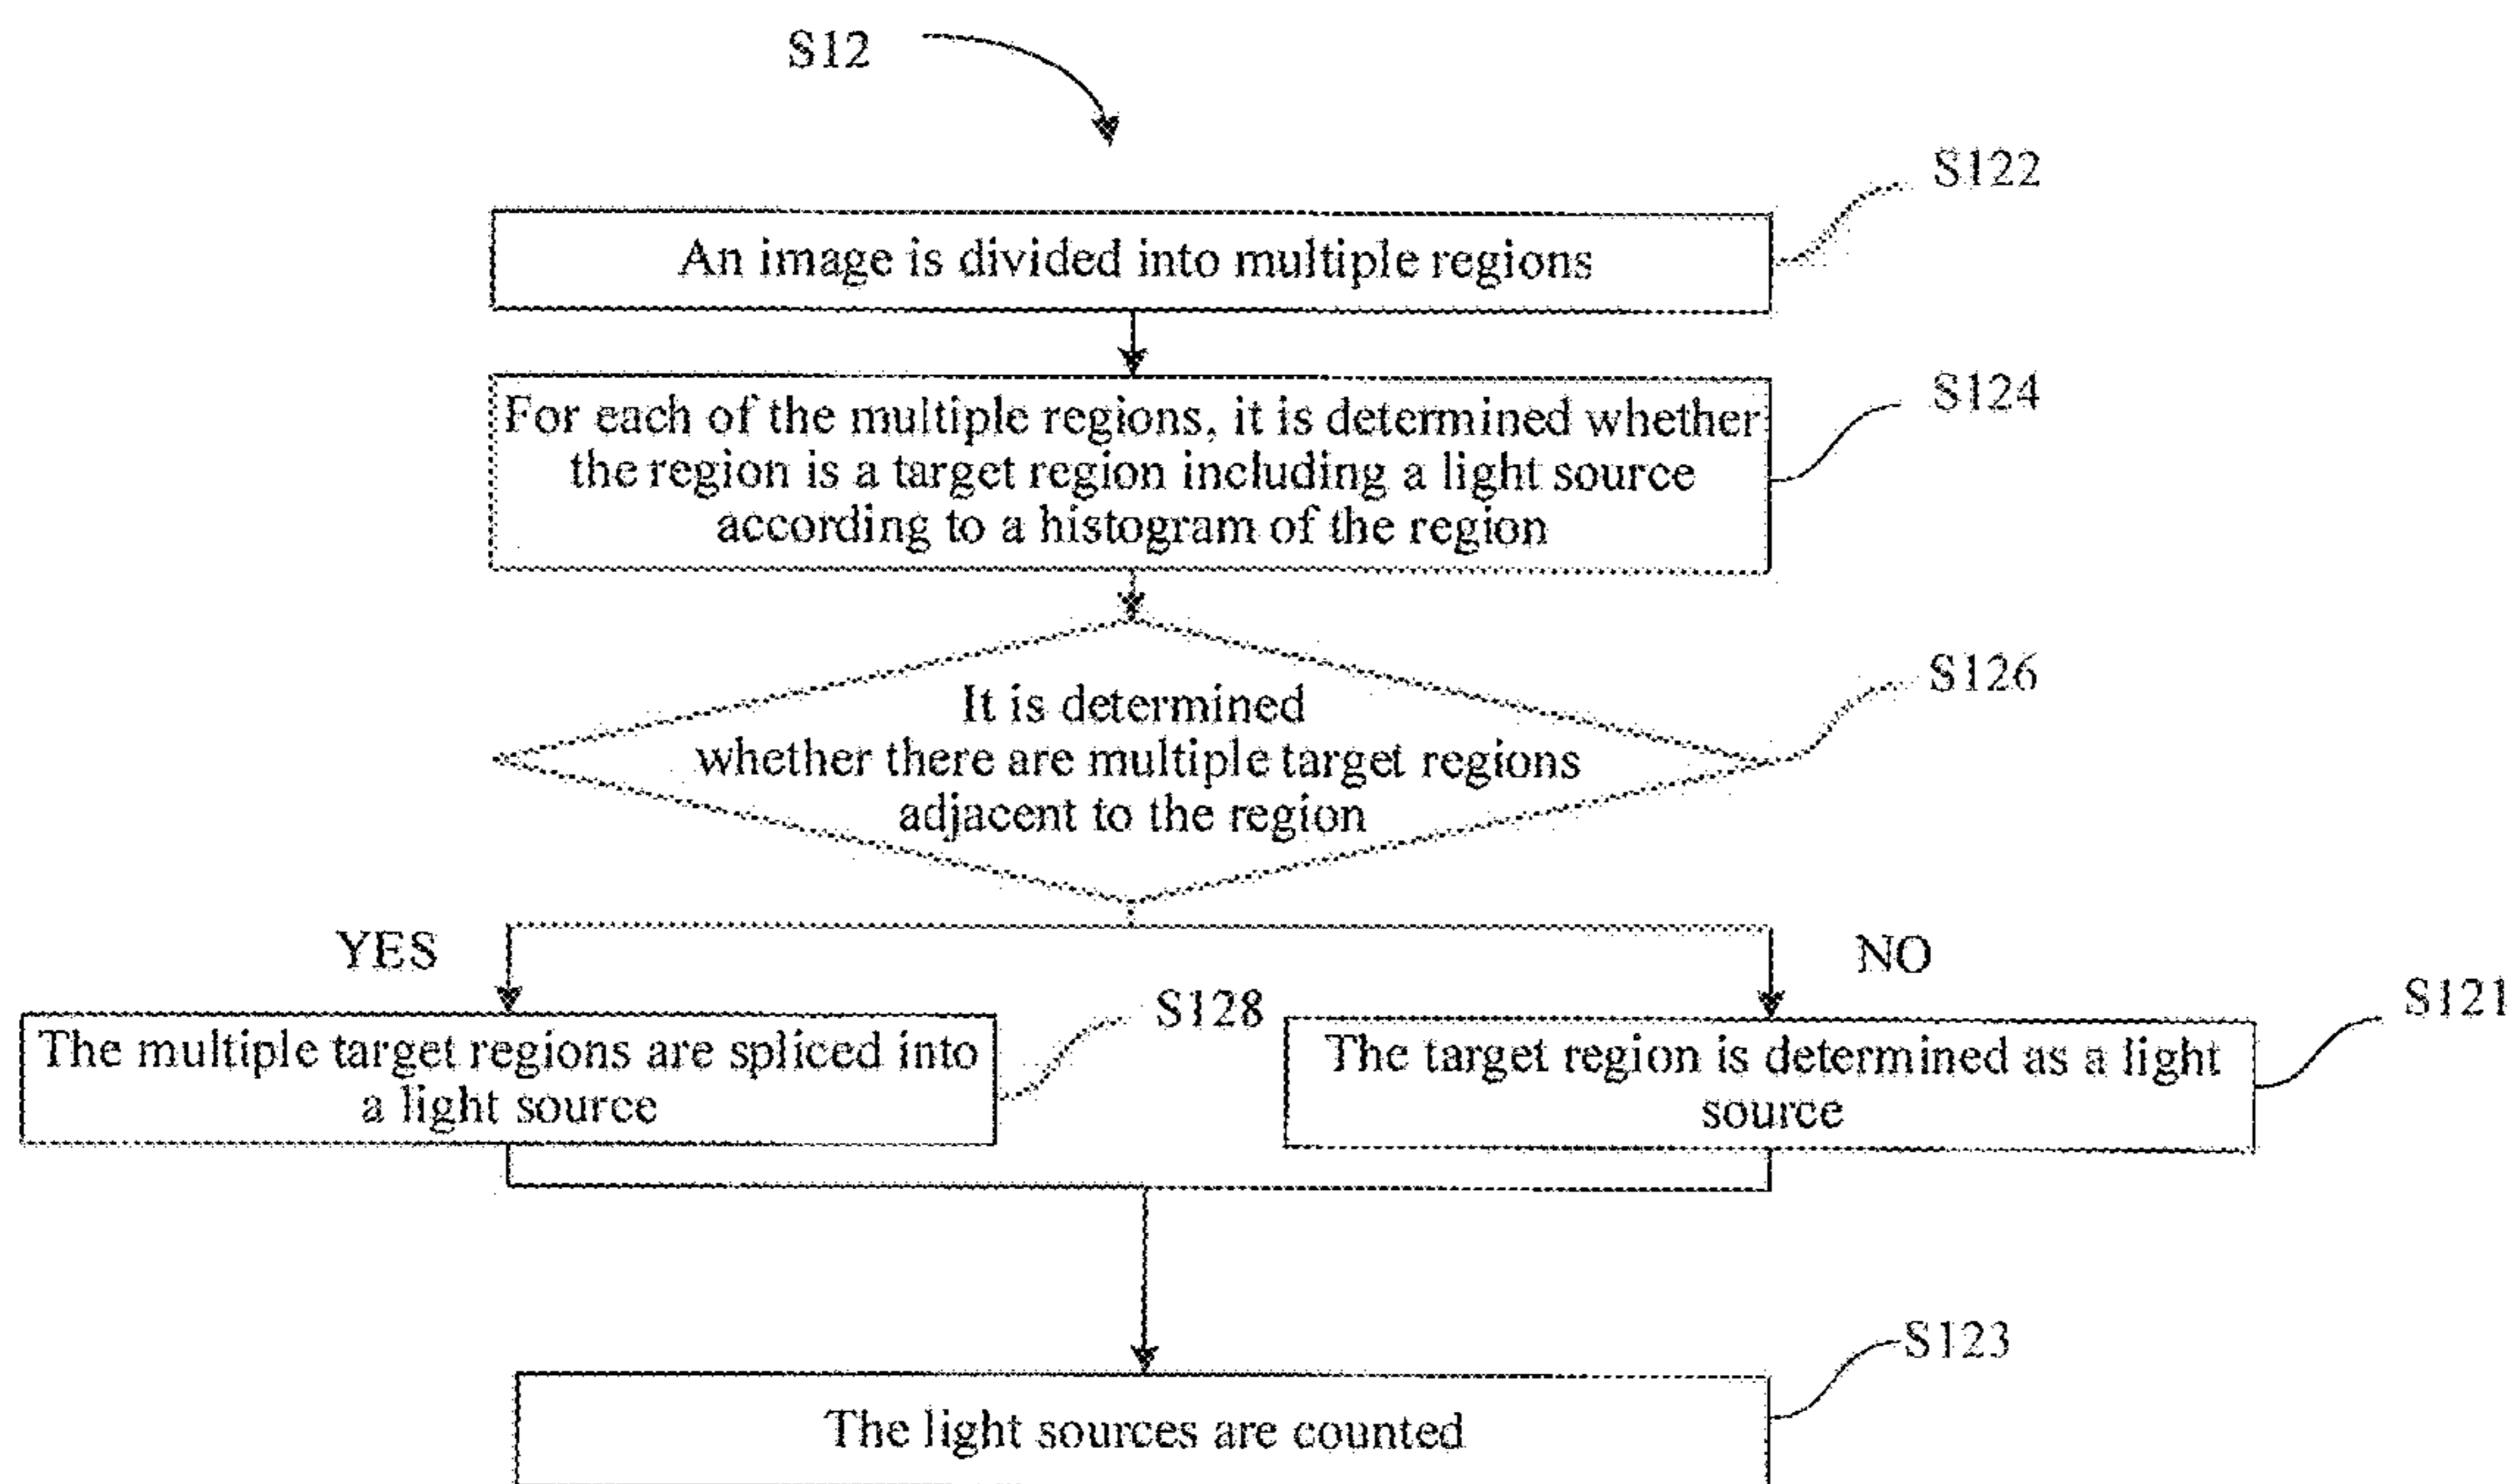 S12
S122
An image is divided into multiple regions
S124
For each of the multiple regions, it is determined whether
the region is a target region including a light source
according to a histogram of the region
S126
It is determined
whether there are multiple target regions
adjacent to the region
YES
NO
S128
S121
The multiple target regions are spliced into
a light source
The target region is determined as a light
source
S123
The light sources are counted